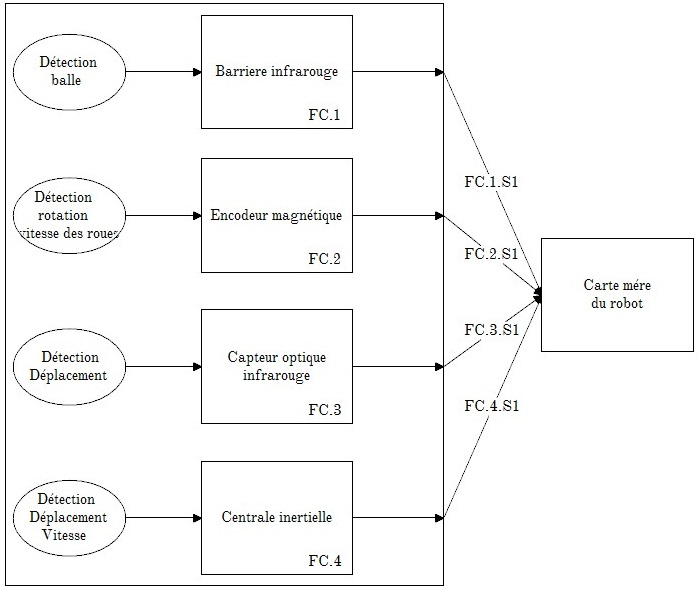 Détection
balle
Barriere infrarouge
FC.1
FC.1.S1
Détection
rotation
vitesse des roues
Encodeur magnétique
FC.2
FC.2.S1
Carte mére
du robot
Détection
Déplacement
Capteur optique
infrarouge
FC.3
FC.3.S1
Détection
Déplacement
Vitesse
Centrale inertielle
FC.4
FC.4.S1